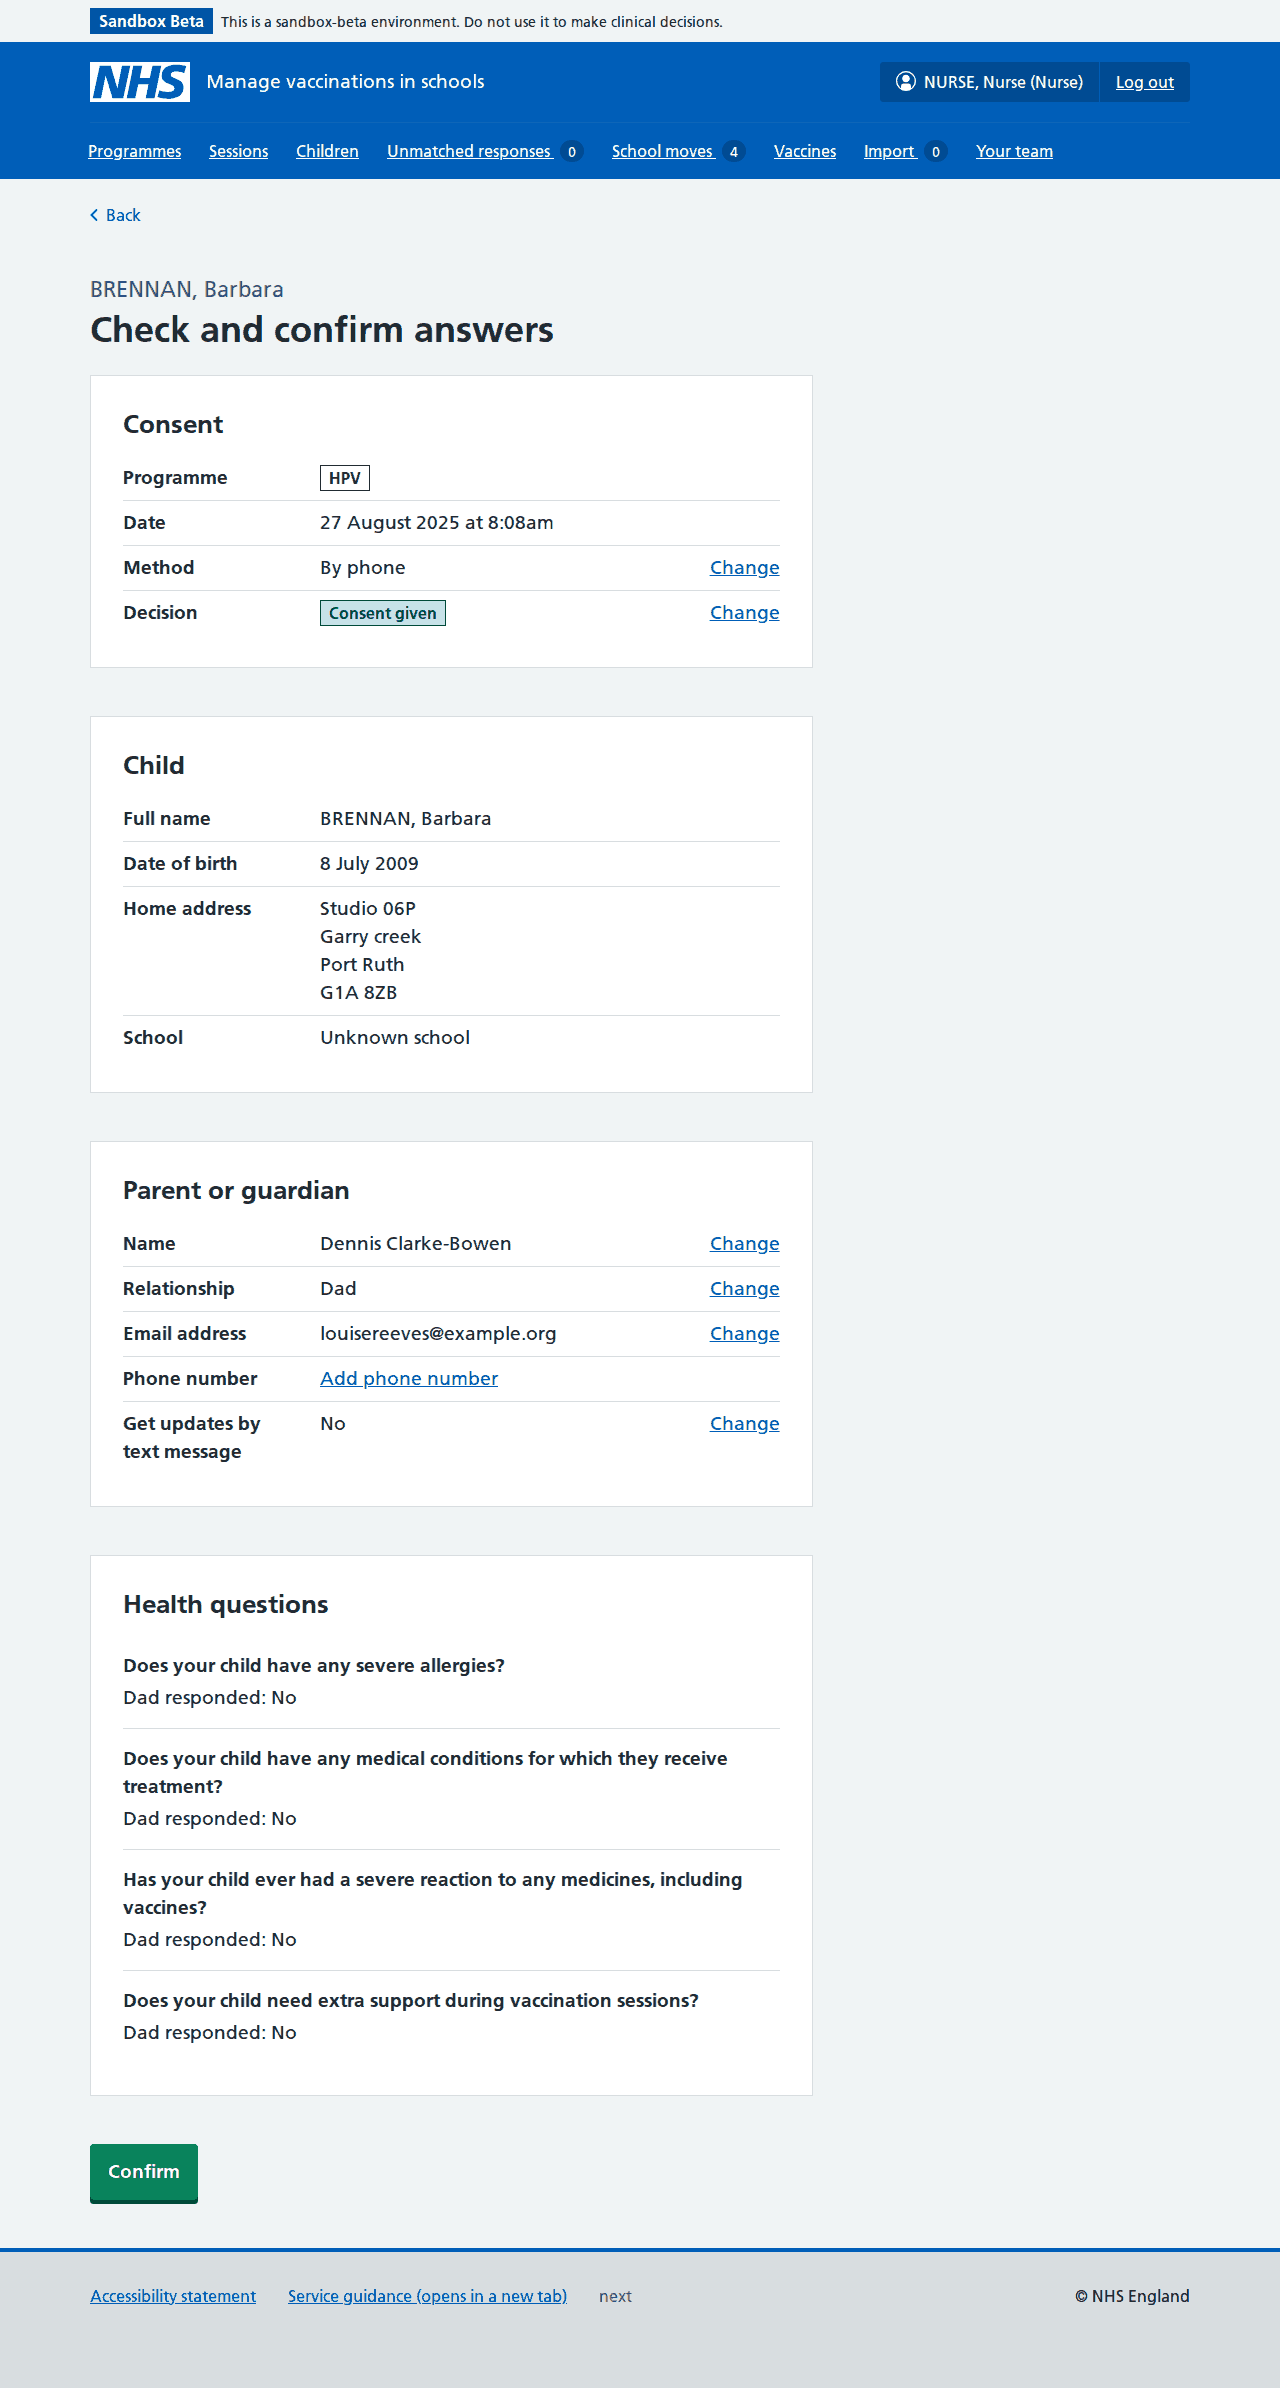 Sandbox Beta This is a sandbox-beta environment. Do not use it to make clinical decisions.
NHS Manage vaccinations in schools NURSE, Nurse (Nurse) Log out
Programmes Sessions Children Unmatched responses 0 School moves 4 Vaccines Import 0 Your team
Back
BRENNAN, Barbara
Check and confirm answers
Consent
Programme HPV
Date 27 August 2025 at 8:08am
Method By phone Change
Decision Consent given Change
Child
Full name BRENNAN, Barbara
Date of birth 8 July 2009
Home address Studio 06P
Garry creek
Port Ruth
G1A 8ZB
School Unknown school
Parent or guardian
Name Dennis Clarke-Bowen Change
Relationship Dad Change
Email address louisereeves@example.org Change
Phone number Add phone number
Get updates by No Change
text message
Health questions
Does your child have any severe allergies?
Dad responded: No
Does your child have any medical conditions for which they receive
treatment?
Dad responded: No
Has your child ever had a severe reaction to any medicines, including
vaccines?
Dad responded: No
Does your child need extra support during vaccination sessions?
Dad responded: No
Confirm
Accessibility statement Service guidance (opens in a new tab) next © NHS England